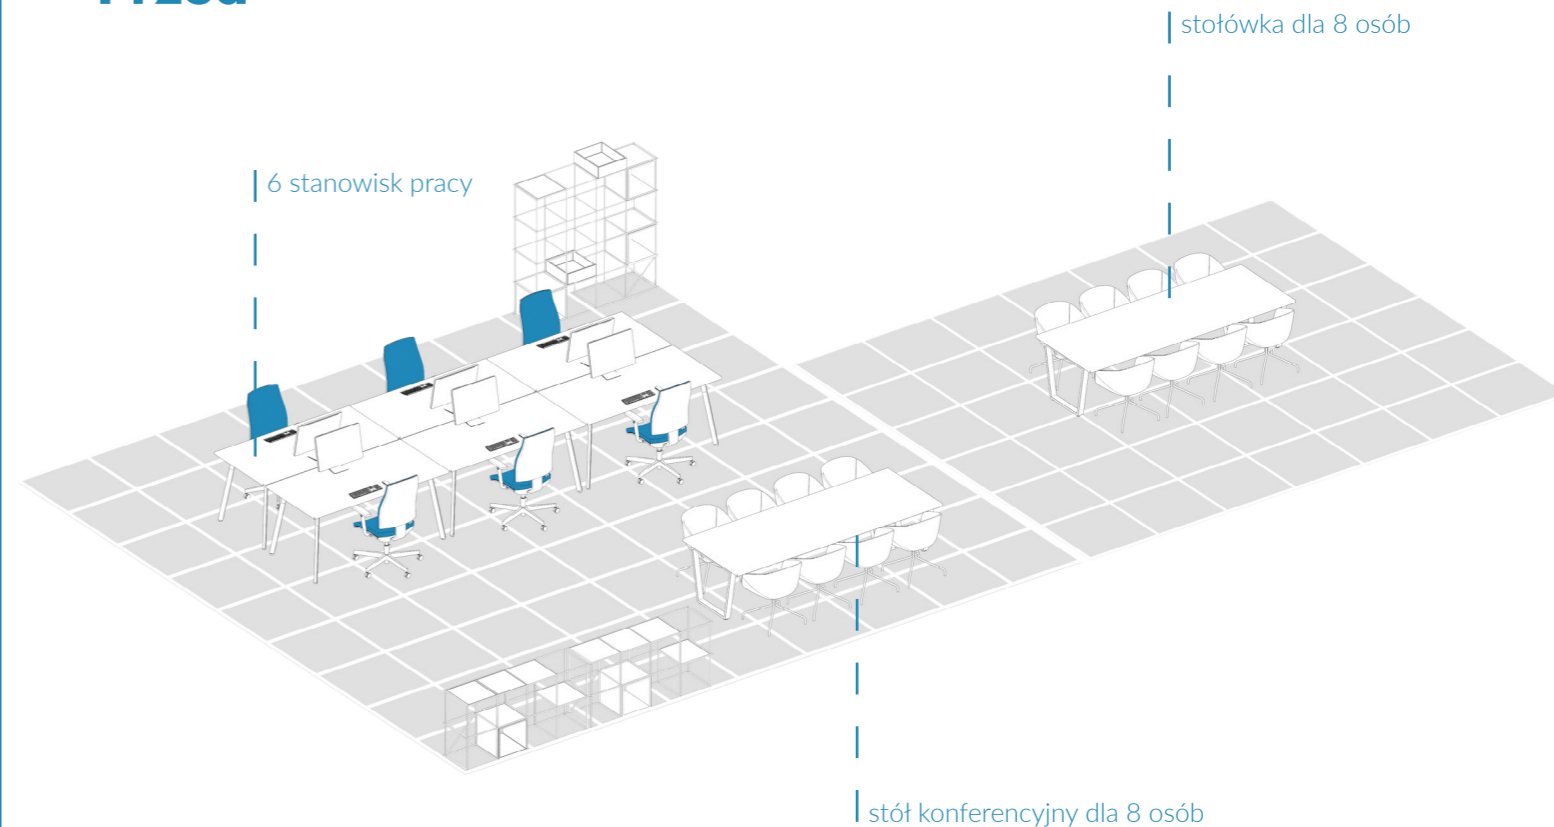 stołówka dla 8 osób
6 stanowisk pracy
stół konferencyjny dla 8 osób